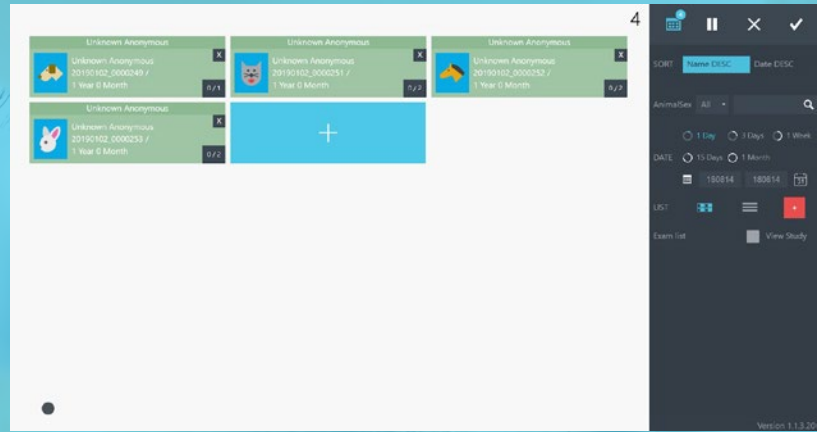 4
4
Unknown Anonymous
X
Unknown Anonymous
20190102_0000249 /
1 Year 0 Month
0/1
Unknown Anonymous
X
Unknown Anonymous
20190102_0000251 /
1 Year 0 Month
0/2
Unknown Anonymous
X
Unknown Anonymous
20190102_0000252 /
1 Year 0 Month
0/2
Unknown Anonymous
X
Unknown Anonymous
20190102_0000253 /
1 Year 0 Month
0/2
SORT Name DESC Date DESC
AnimalSex All
1 Day 3 Days 1 Week
DATE 15 Days 1 Month
180814 180814
LIST
Exam list View Study
Version 1.1.3.20